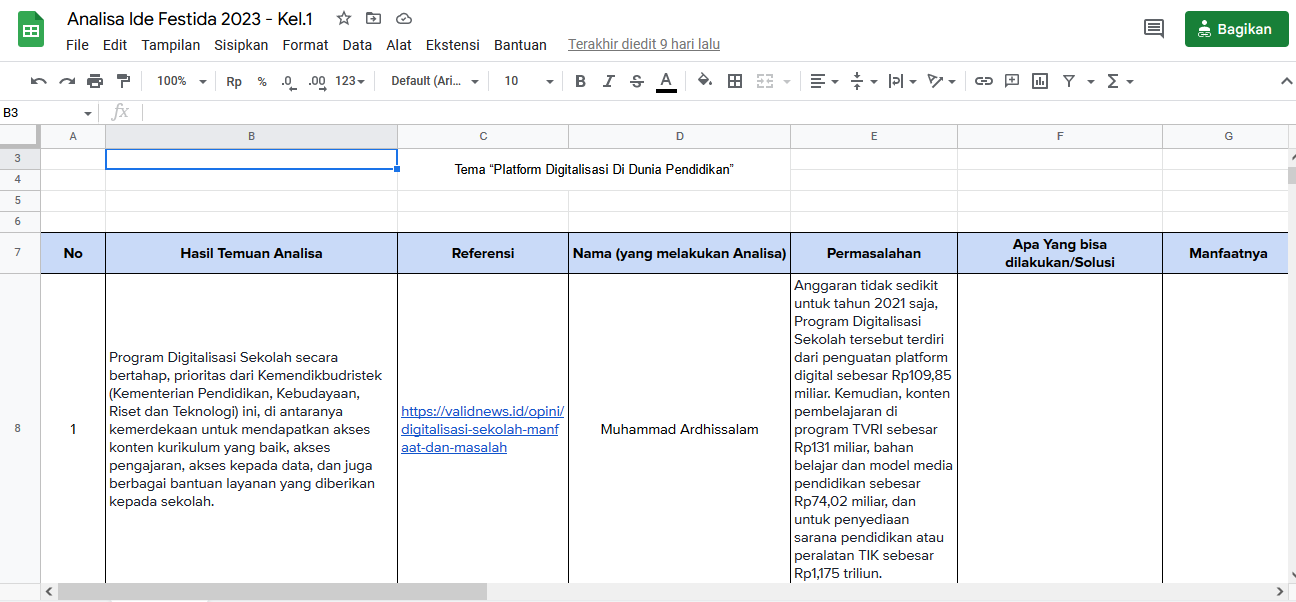 Analisa Ide Festida 2023 - Kel.1
File Edit Tampilan Sisipkan Format Data Alat Ekstensi Bantuan Terakhir diedit 9 hari lalu
Bagikan
100% Rp % .0 .00 123 Default (Ari... 10 B I S A
B3 fx
A B C D E F G
3
Tema “Platform Digitalisasi Di Dunia Pendidikan”
4
5
6
7
No
Hasil Temuan Analisa
Referensi
Nama (yang melakukan Analisa)
Permasalahan
Apa Yang bisa
dilakukan/Solusi
Manfaatnya
8
1
Program Digitalisasi Sekolah secara
bertahap, prioritas dari Kemendikbudristek
(Kementerian Pendidikan, Kebudayaan,
Riset dan Teknologi) ini, di antaranya
kemerdekaan untuk mendapatkan akses
konten kurikulum yang baik, akses
pengajaran, akses kepada data, dan juga
berbagai bantuan layanan yang diberikan
kepada sekolah.
https://validnews.id/opini/
digitalisasi-sekolah-manf
aat-dan-masalah
Muhammad Ardhissalam
Anggaran tidak sedikit
untuk tahun 2021 saja,
Program Digitalisasi
Sekolah tersebut terdiri
dari penguatan platform
digital sebesar Rp109,85
miliar. Kemudian, konten
pembelajaran di
program TVRI sebesar
Rp131 miliar, bahan
belajar dan model media
pendidikan sebesar
Rp74,02 miliar, dan
untuk penyediaan
sarana pendidikan atau
peralatan TIK sebesar
Rp1,175 triliun.